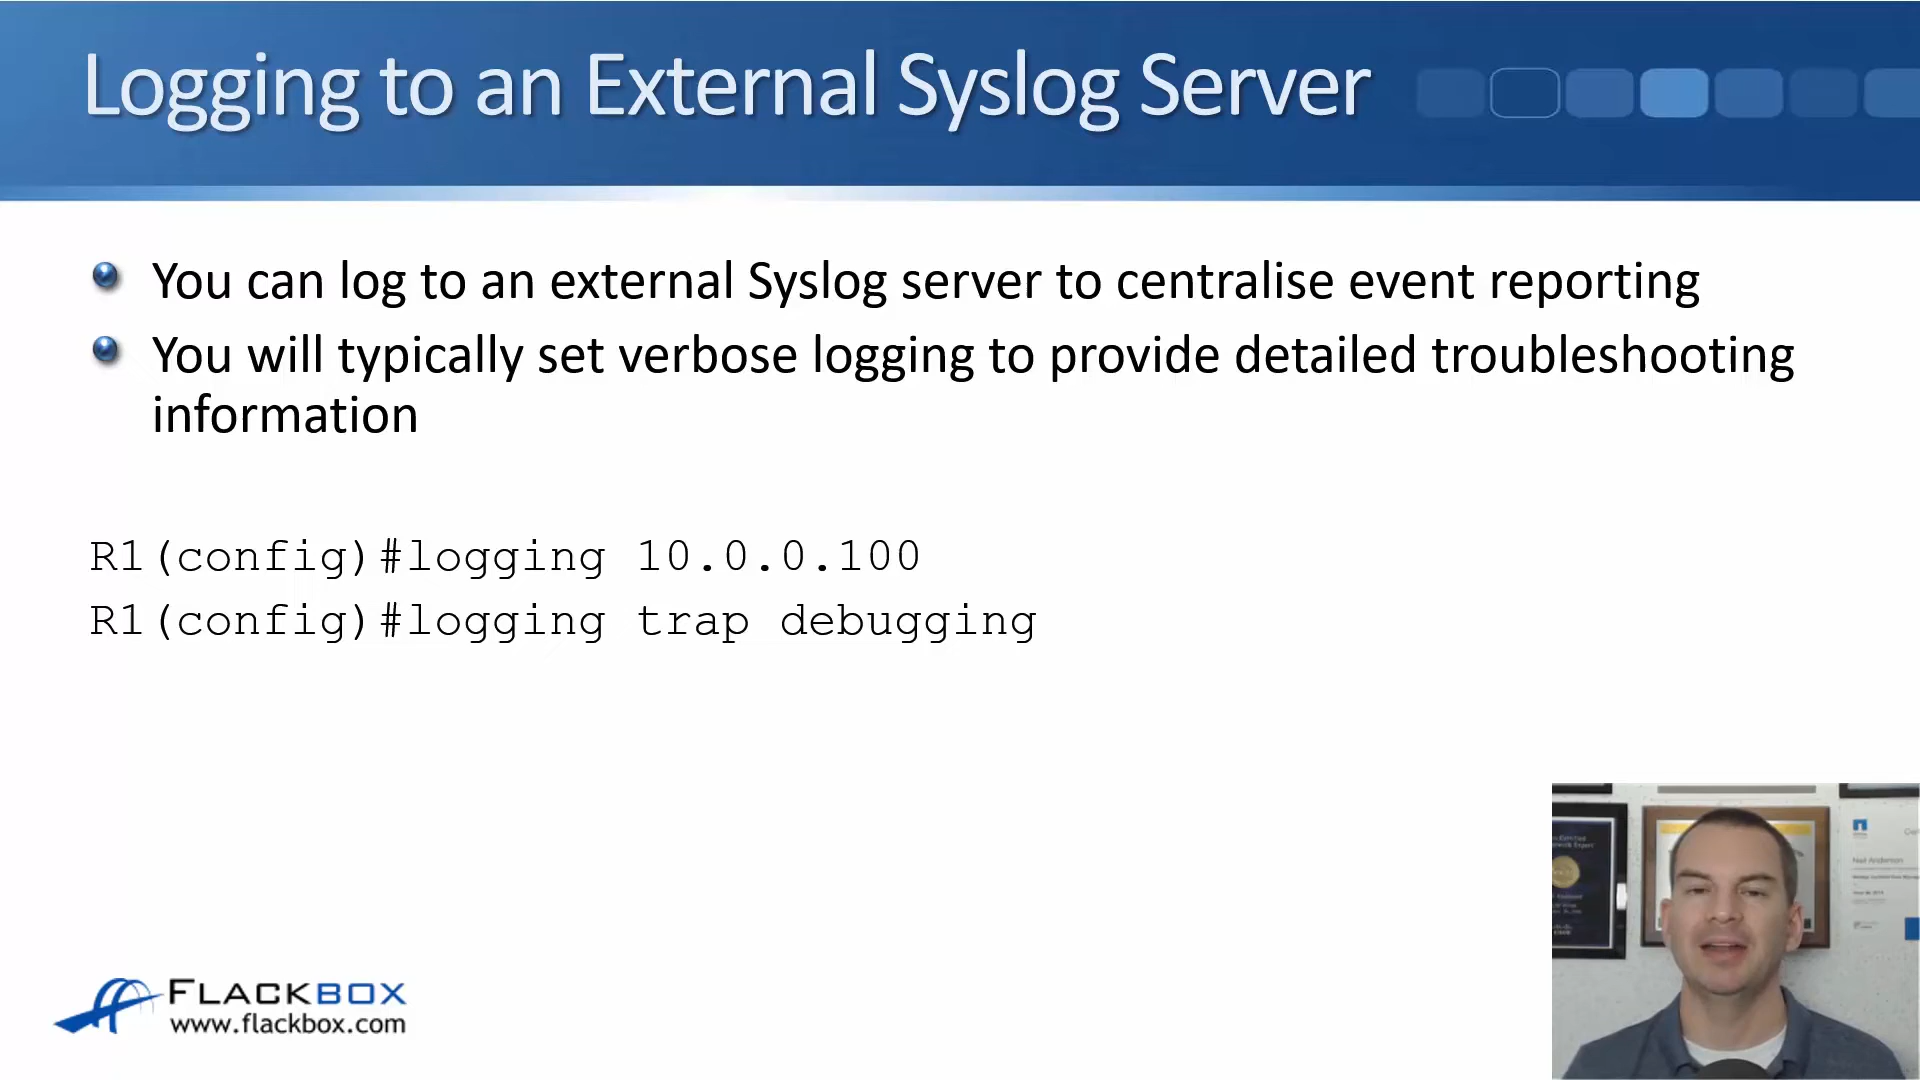 Logging to an External Syslog Server
You can log to an external Syslog server to centralise event reporting
You will typically set verbose logging to provide detailed troubleshooting
information
R1(config)#logging 10.0.0.100
R1(config)#logging trap debugging
FLACKBOX
www.flackbox.com
Neil Anderson